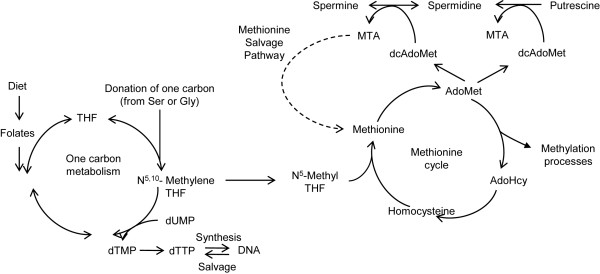 Spermine
Spermidine
Putrescine
Methionine
Salvage
Pathway
MTA
MTA
dcAdoMet
dcAdoMet
Donation of one carbon
(from Ser or Gly)
Diet
AdoMet
THF
Folates
Methionine
Methylation
processes
One carbon
metabolism
Methionine
cycle
N5,10- Methylene
THF
N5-Methyl
THF
AdoHcy
Homocysteine
dUMP
Synthesis
dTMP
dTTP
DNA
Salvage